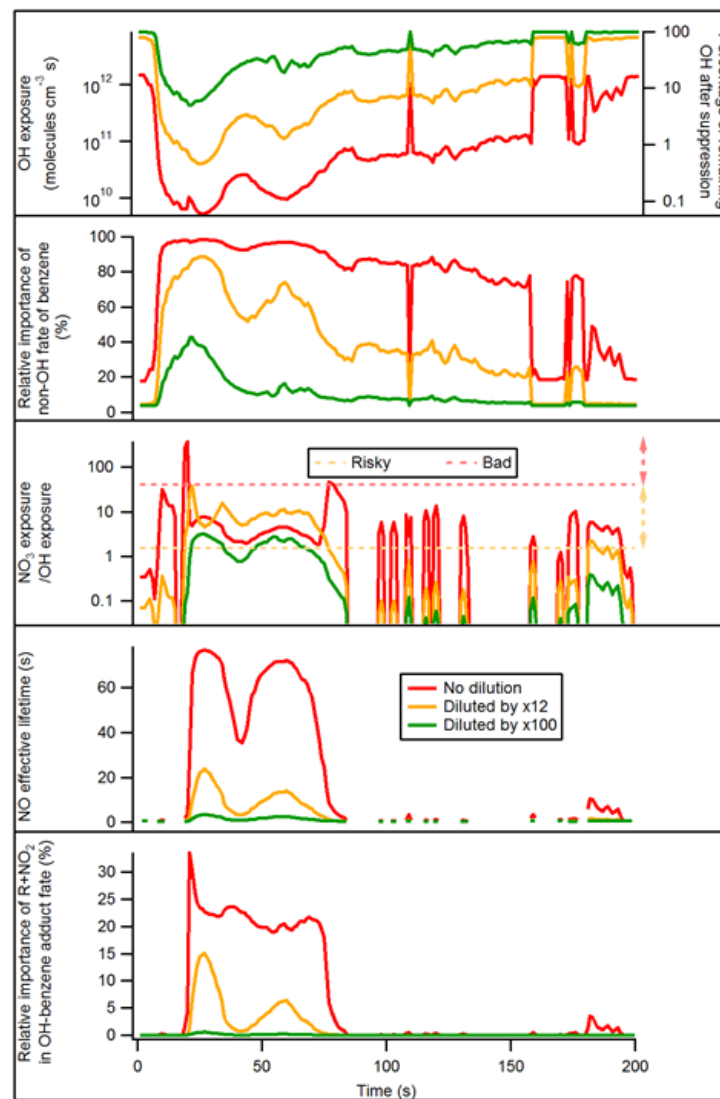 OH exposure
(molecules cm⁻³ s)
10¹²
10¹¹
10¹⁰
100
10
1
0.1
OH after suppression
Relative importance of
non-OH fate of benzene
(%)
100
80
60
40
20
0
NO₃ exposure
/OH exposure
100
10
1
0.1
Risky
Bad
NO effective lifetime (s)
60
40
20
0
No dilution
Diluted by x12
Diluted by x100
Relative importance of R+NO₂
in OH-benzene adduct fate (%)
30
25
20
15
10
5
0
0
50
100
150
200
Time (s)